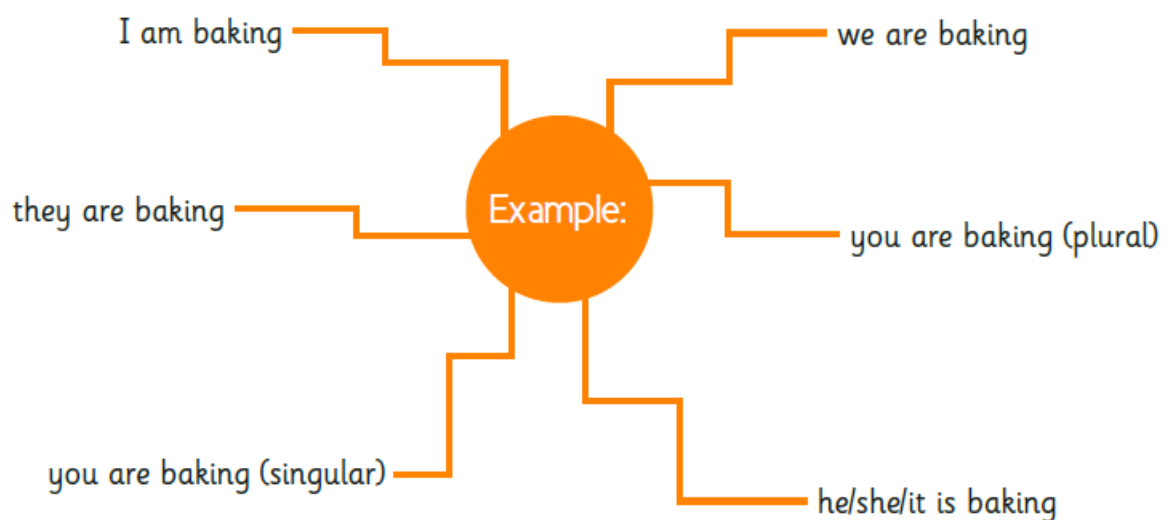 I am baking
we are baking
they are baking
Example:
you are baking (plural)
you are baking (singular)
he/she/it is baking